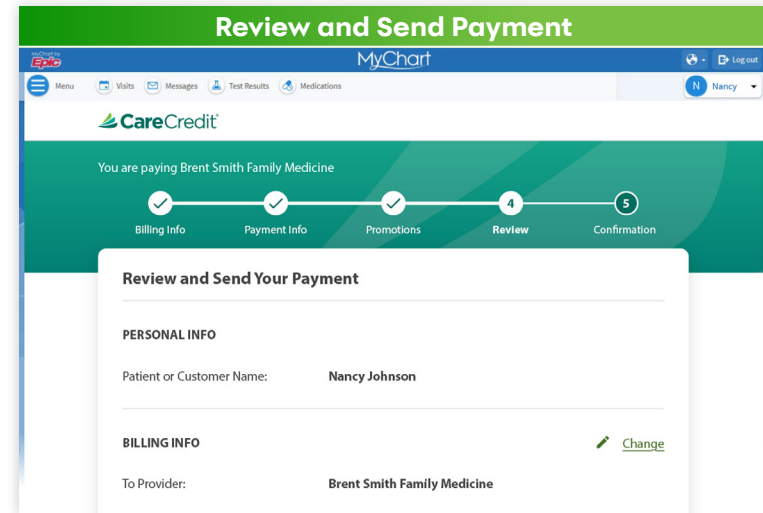 Review and Send Payment
MyChart by
Epic
MyChart
Log out
Menu
Visits
Messages
Test Results
Medications
N
Nancy
CareCredit
You are paying Brent Smith Family Medicine
4
5
Billing Info
Payment Info
Promotions
Review
Confirmation
Review and Send Your Payment
PERSONAL INFO
Patient or Customer Name:
Nancy Johnson
BILLING INFO
Change
To Provider:
Brent Smith Family Medicine